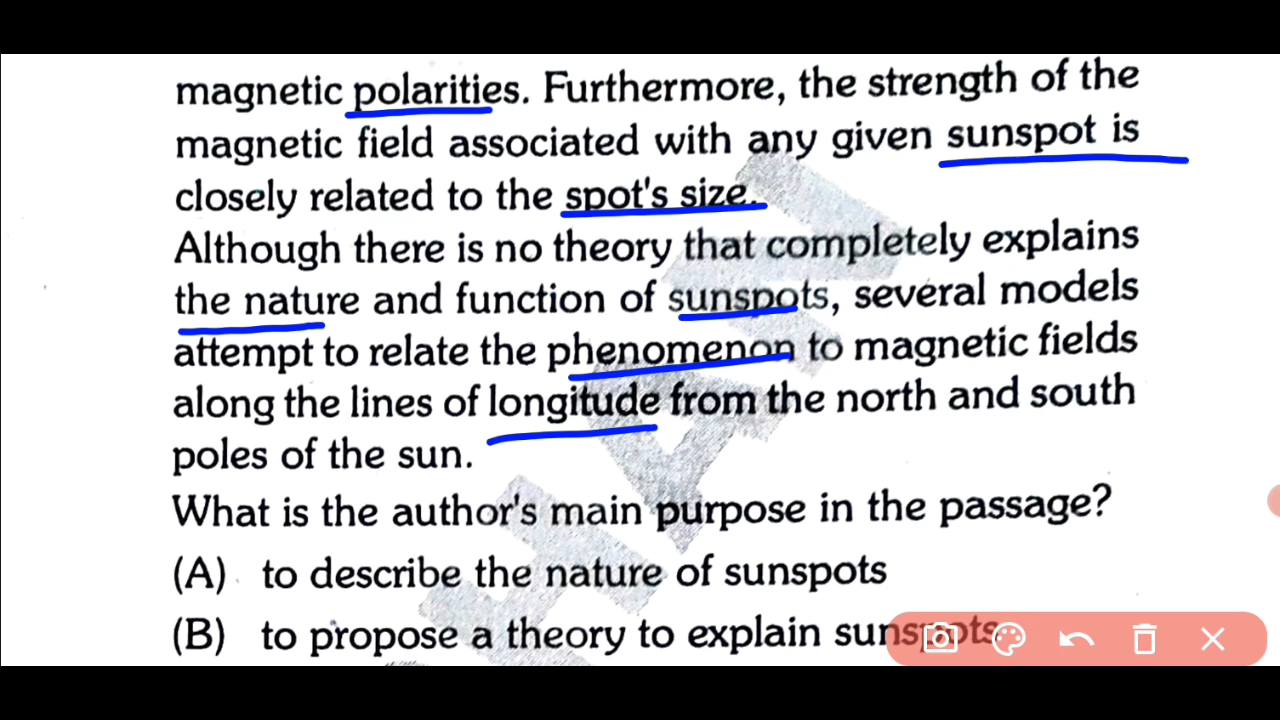 magnetic polarities. Furthermore, the strength of the
magnetic field associated with any given sunspot is
closely related to the spot's size.
Although there is no theory that completely explains
the nature and function of sunspots, several models
attempt to relate the phenomenon to magnetic fields
along the lines of longitude from the north and south
poles of the sun.
What is the author's main purpose in the passage?
(A) to describe the nature of sunspots
(B) to propose a theory to explain sunspots